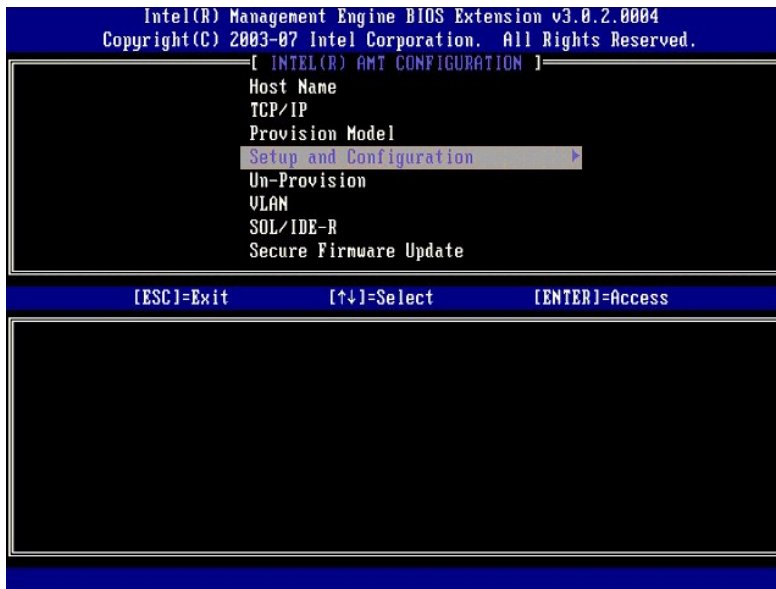 Intel(R) Management Engine BIOS Extension v3.0.2.0004
Copyright(C) 2003-07 Intel Corporation. All Rights Reserved.
[ INTEL(R) AMT CONFIGURATION ]
Host Name
TCP/IP
Provision Model
Setup and Configuration ►
Un-Provision
VLAN
SOL/IDE-R
Secure Firmware Update
[ESC]=Exit [↑↓]=Select [ENTER]=Access